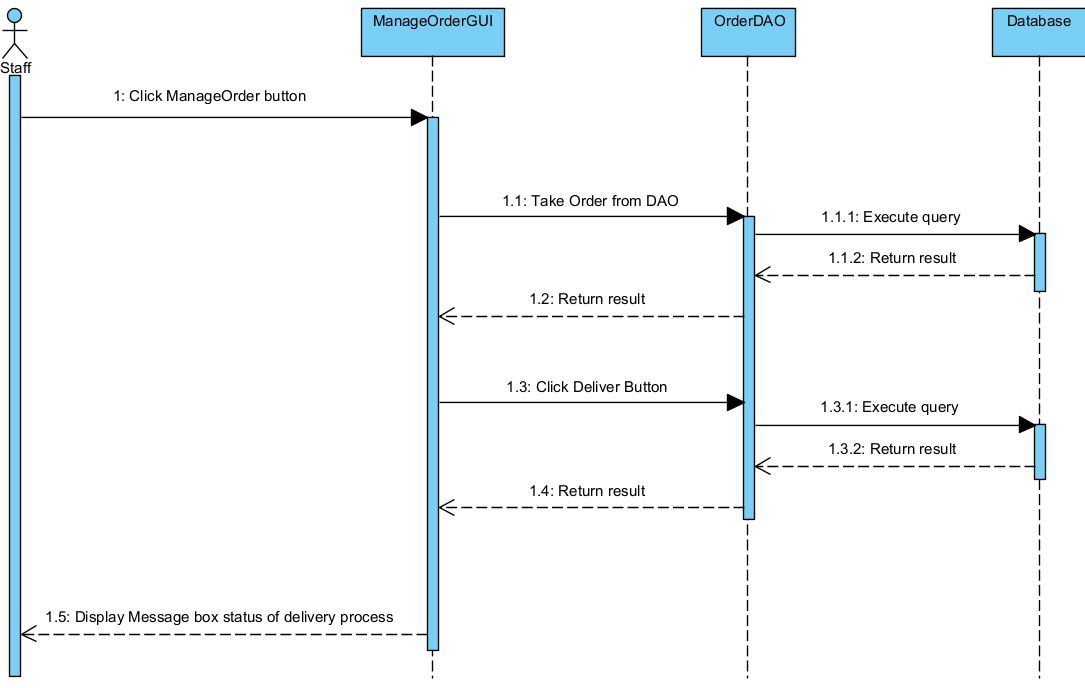 ManageOrderGUI
OrderDAO
Database
Staff
1: Click ManageOrder button
1.1: Take Order from DAO
1.1.1: Execute query
1.1.2: Return result
1.2: Return result
1.3: Click Deliver Button
1.3.1: Execute query
1.3.2: Return result
1.4: Return result
1.5: Display Message box status of delivery process